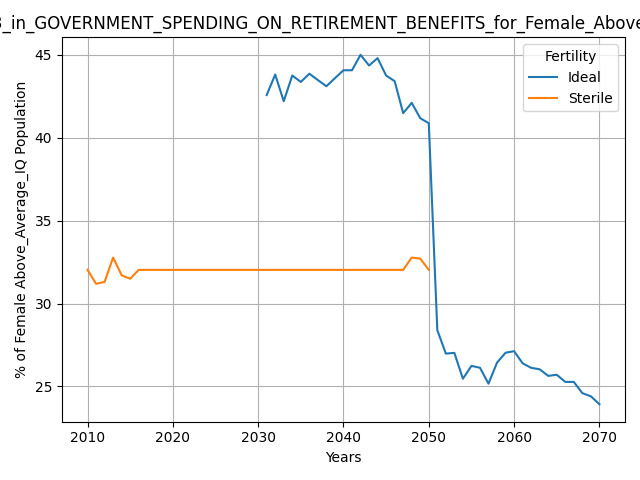 _in_GOVERNMENT_SPENDING_ON_RETIREMENT_BENEFITS_for_Female_Above
Fertility
Ideal
Sterile
% of Female Above_Average_IQ Population
45
40
35
30
25
2010 2020 2030 2040 2050 2060 2070
Years